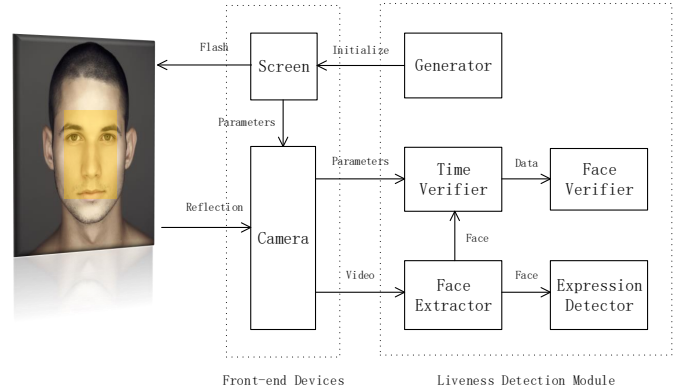 Flash
Screen
Initialize
Generator
Parameters
Parameters
Time
Verifier
Data
Face
Verifier
Reflection
Camera
Face
Video
Face
Extractor
Face
Expression
Detector
Front-end Devices
Liveness Detection Module